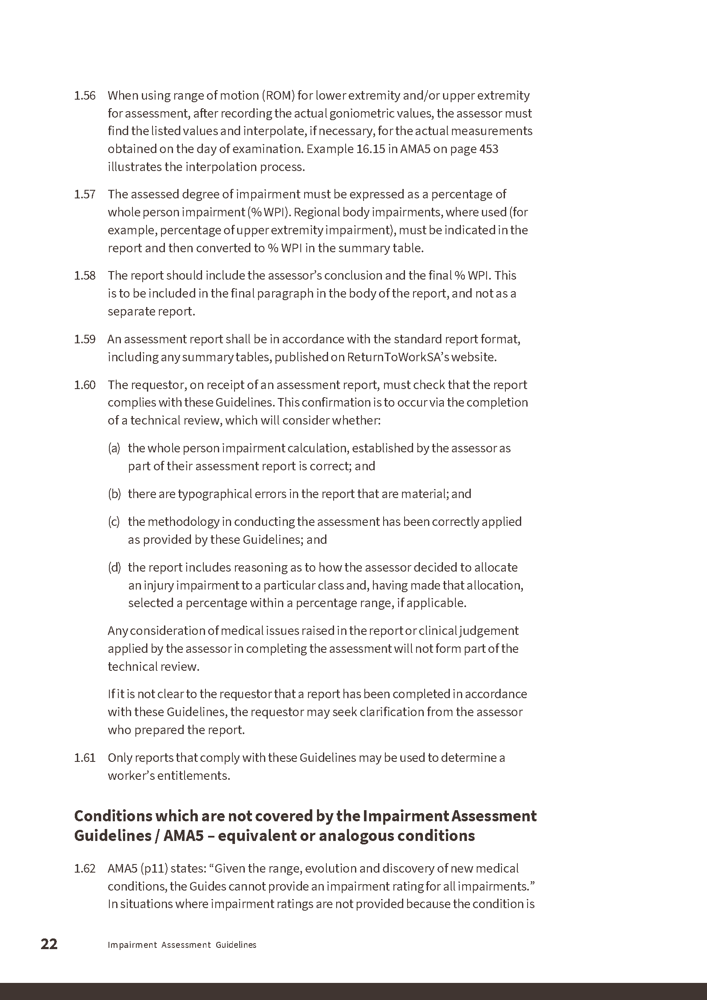 1.56 When using range of motion (ROM) for lower extremity and/or upper extremity
for assessment, after recording the actual goniometric values, the assessor must
find the listed values and interpolate, if necessary, for the actual measurements
obtained on the day of examination. Example 16.15 in AMA5 on page 453
illustrates the interpolation process.
1.57 The assessed degree of impairment must be expressed as a percentage of
whole person impairment (% WPI). Regional body impairments, where used (for
example, percentage of upper extremity impairment), must be indicated in the
report and then converted to % WPI in the summary table.
1.58 The report should include the assessor’s conclusion and the final % WPI. This
is to be included in the final paragraph in the body of the report, and not as a
separate report.
1.59 An assessment report shall be in accordance with the standard report format,
including any summary tables, published on ReturnToWorkSA’s website.
1.60 The requestor, on receipt of an assessment report, must check that the report
complies with these Guidelines. This confirmation is to occur via the completion
of a technical review, which will consider whether:
(a) the whole person impairment calculation, established by the assessor as
part of their assessment report is correct; and
(b) there are typographical errors in the report that are material; and
(c) the methodology in conducting the assessment has been correctly applied
as provided by these Guidelines; and
(d) the report includes reasoning as to how the assessor decided to allocate
an injury impairment to a particular class and, having made that allocation,
selected a percentage within a percentage range, if applicable.
Any consideration of medical issues raised in the report or clinical judgement
applied by the assessor in completing the assessment will not form part of the
technical review.
If it is not clear to the requestor that a report has been completed in accordance
with these Guidelines, the requestor may seek clarification from the assessor
who prepared the report.
1.61 Only reports that comply with these Guidelines may be used to determine a
worker’s entitlements.
Conditions which are not covered by the Impairment Assessment
Guidelines / AMA5 – equivalent or analogous conditions
1.62 AMA5 (p11) states: “Given the range, evolution and discovery of new medical
conditions, the Guides cannot provide an impairment rating for all impairments.”
In situations where impairment ratings are not provided because the condition is
22 Impairment Assessment Guidelines